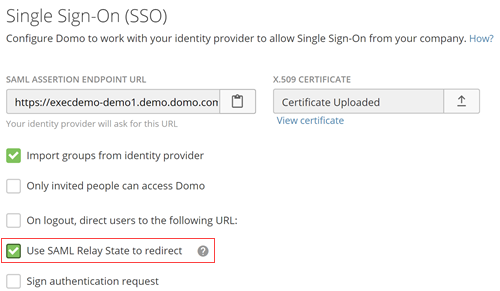 Single Sign-On (SSO)
Configure Domo to work with your identity provider to allow Single Sign-On from your company. How?
SAML ASSERTION ENDPOINT URL
https://execdemo-demo1.demo.domo.com
Your identity provider will ask for this URL
X.509 CERTIFICATE
Certificate Uploaded
View certificate
Import groups from identity provider
Only invited people can access Domo
On logout, direct users to the following URL:
Use SAML Relay State to redirect ?
Sign authentication request